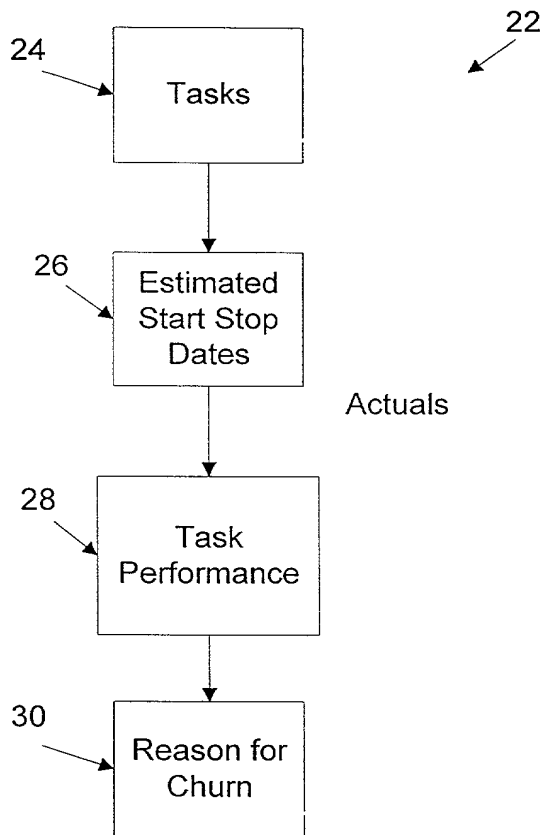 22
24
Tasks
26
Estimated
Start Stop
Dates
Actuals
28
Task
Performance
30
Reason for
Churn